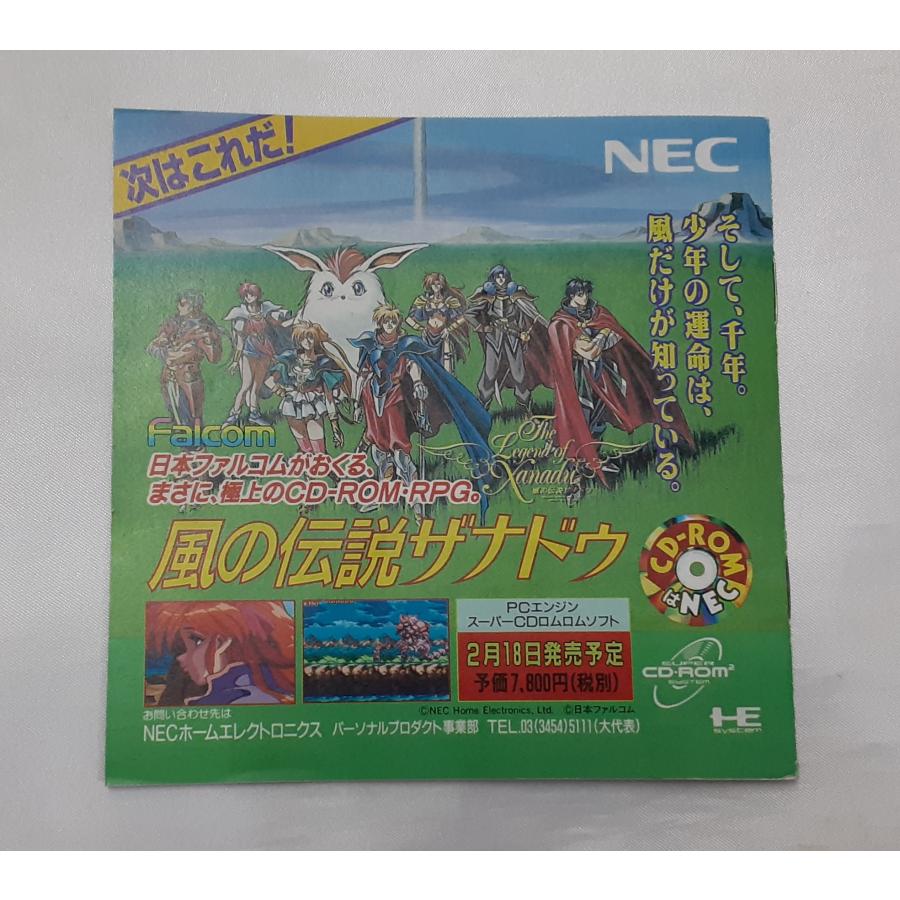 次はこれだ!
NEC
そして、千年。
少年の運命は、
風だけが知っている。
Falcom
日本ファルコムがおくる、
まさに、極上のCD-ROM・RPG。
The
Legend of
Xanadu
風の伝説ザナドゥ
CD-ROM
はNEC
PCエンジン
スーパーCDロムロムソフト
2月18日発売予定
予価7,800円(税別)
SUPER
CD-ROM²
SYSTEM
©NEC Home Electronics, Ltd. ©日本ファルコム
お問い合わせ先は
NECホームエレクトロニクス パーソナルプロダクト事業部 TEL.03(3454)5111(大代表)
HE
SYSTEM